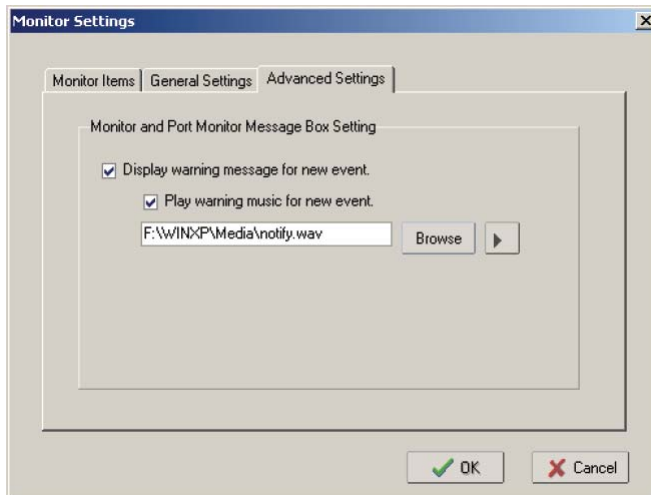 Monitor Settings
Monitor Items General Settings Advanced Settings
Monitor and Port Monitor Message Box Setting
Display warning message for new event.
Play warning music for new event.
F:\WINXP\Media\notify.wav Browse
OK Cancel